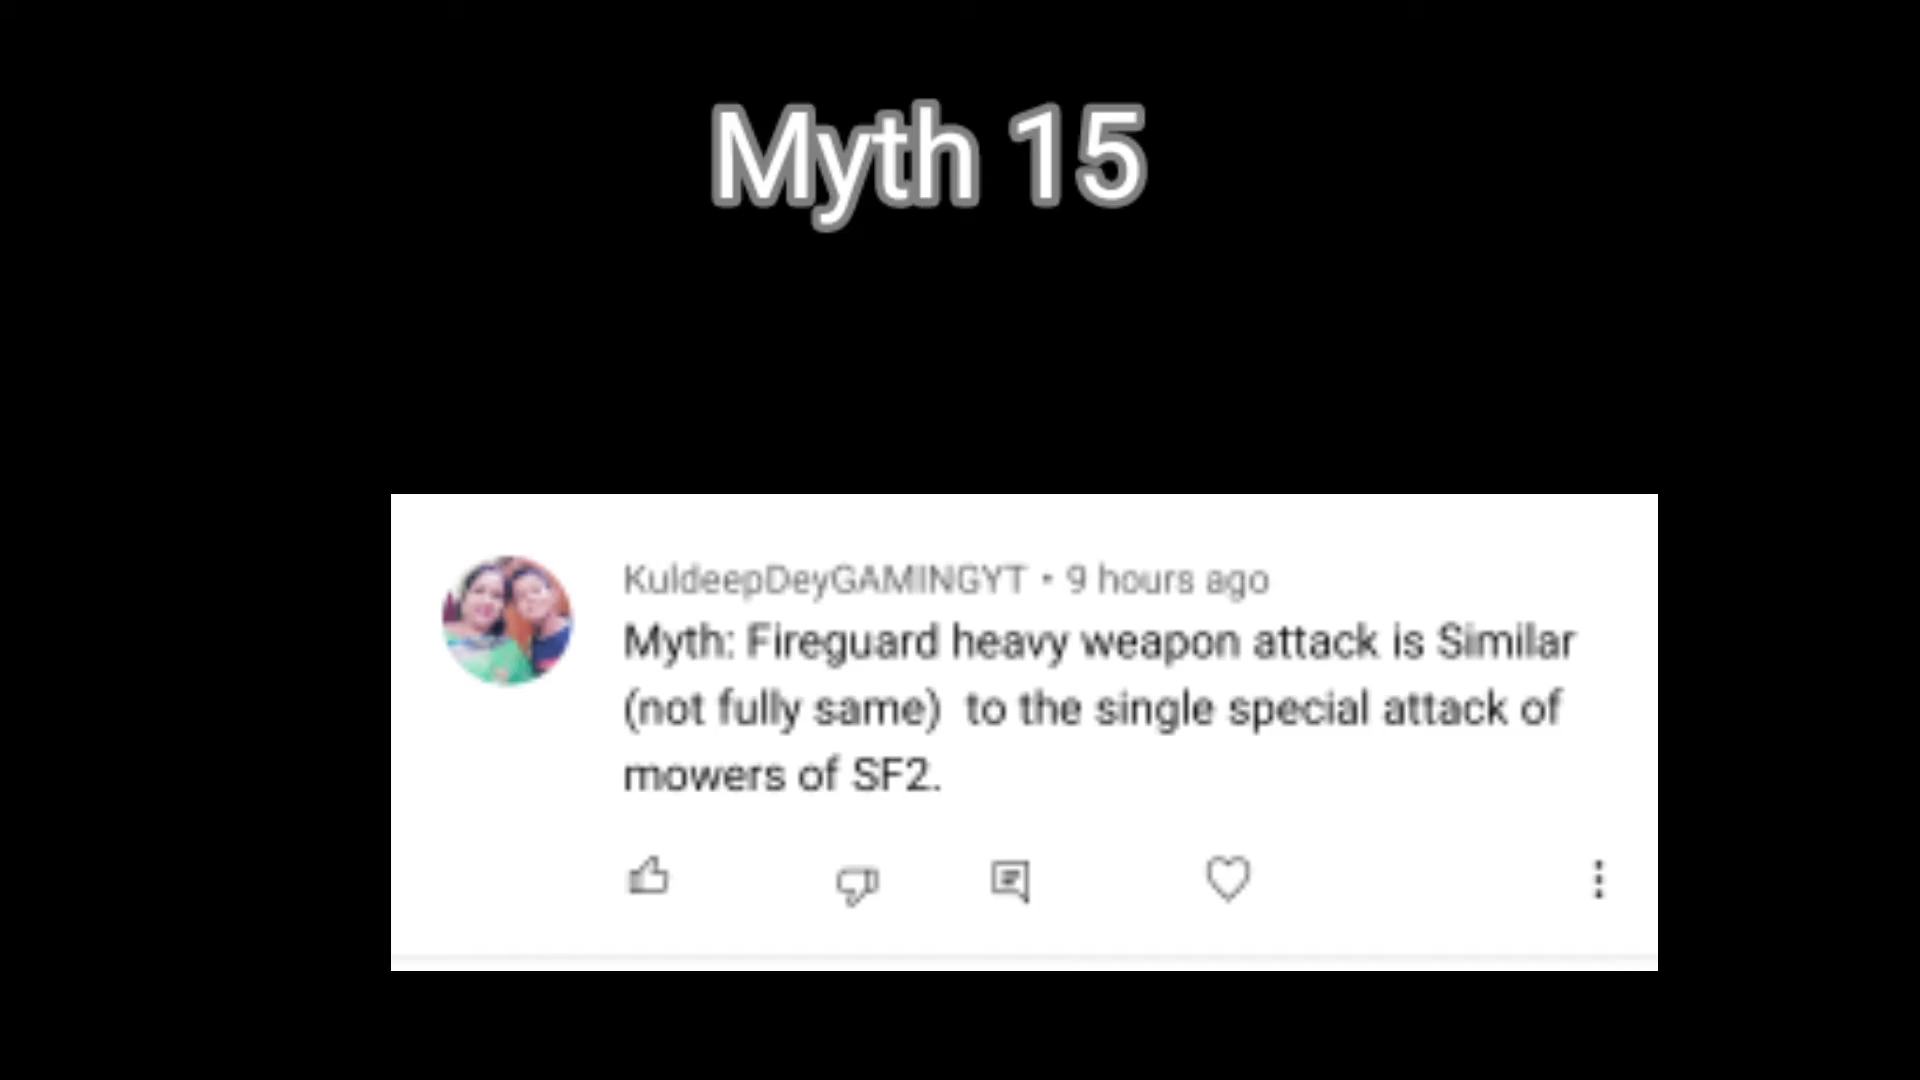 Myth 15
KuldeepDeyGAMINGYT • 9 hours ago
Myth: Fireguard heavy weapon attack is Similar
(not fully same)  to the single special attack of
mowers of SF2.